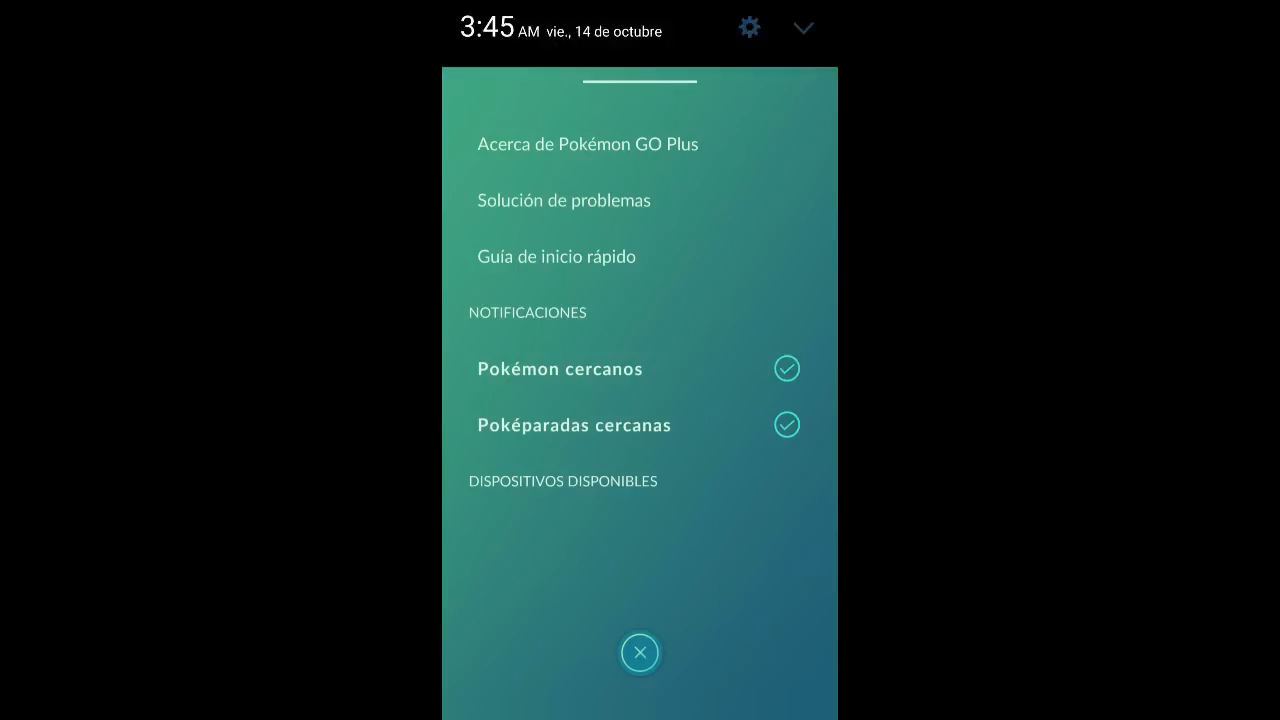 3:45 AM vie., 14 de octubre
Acerca de Pokémon GO Plus
Solución de problemas
Guía de inicio rápido
NOTIFICACIONES
Pokémon cercanos
Poképaradas cercanas
DISPOSITIVOS DISPONIBLES